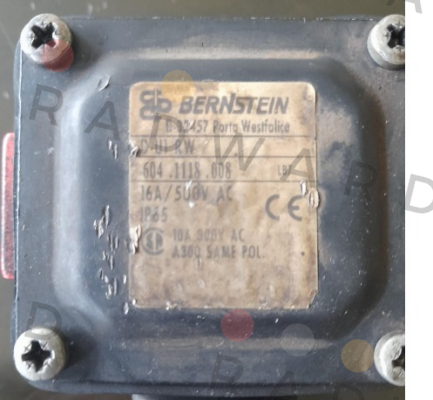 BERNSTEIN
D-32457 Porta Westfalica
D-U1 RW
604.1118.008 LBF
16A/500V AC
IP65
CE
10A 300V AC
A300 SAME POL.